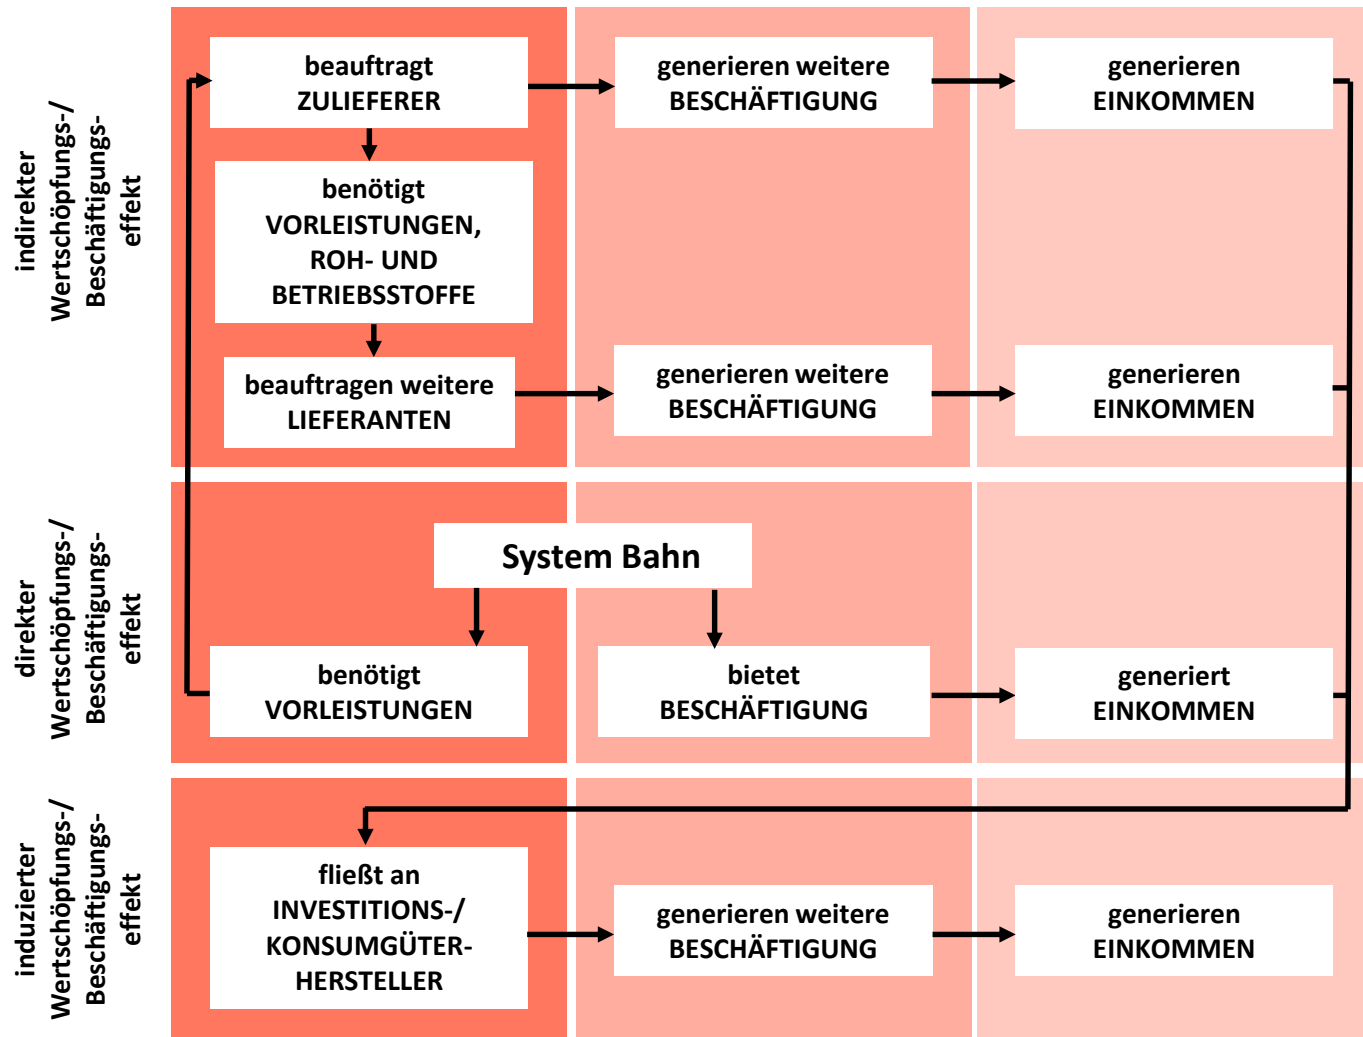 indirekter
Wertschöpfungs-/
Beschäftigungs-
effekt
beauftragt
ZULIEFERER
generieren weitere
BESCHÄFTIGUNG
generieren
EINKOMMEN
benötigt
VORLEISTUNGEN,
ROH- UND
BETRIEBSSTOFFE
beauftragen weitere
LIEFERANTEN
generieren weitere
BESCHÄFTIGUNG
generieren
EINKOMMEN
direkter
Wertschöpfungs-/
Beschäftigungs-
effekt
System Bahn
benötigt
VORLEISTUNGEN
bietet
BESCHÄFTIGUNG
generiert
EINKOMMEN
induzierter
Wertschöpfungs-/
Beschäftigungs-
effekt
fließt an
INVESTITIONS-/
KONSUMGÜTER-
HERSTELLER
generieren weitere
BESCHÄFTIGUNG
generieren
EINKOMMEN